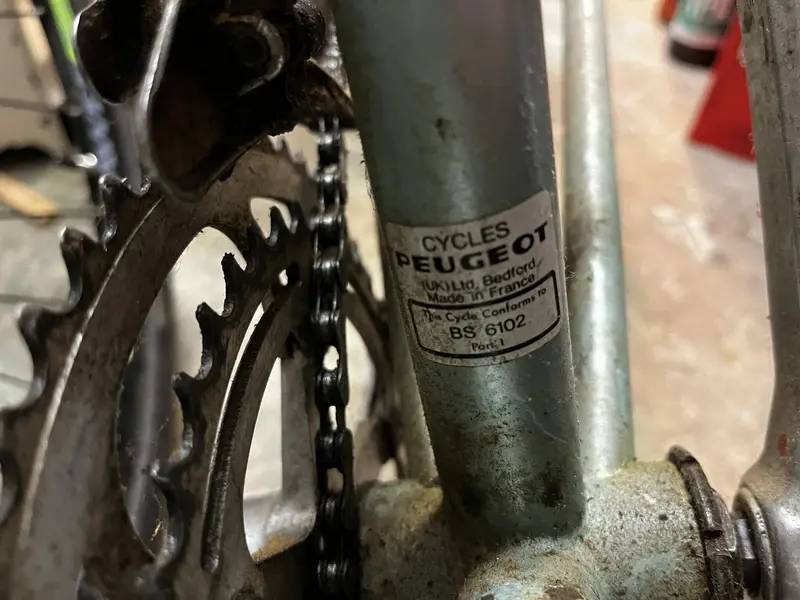 CYCLES
PEUGEOT
(UK) Ltd, Bedford,
Made in France
This Cycle Conforms to
BS 6102
Part: 1